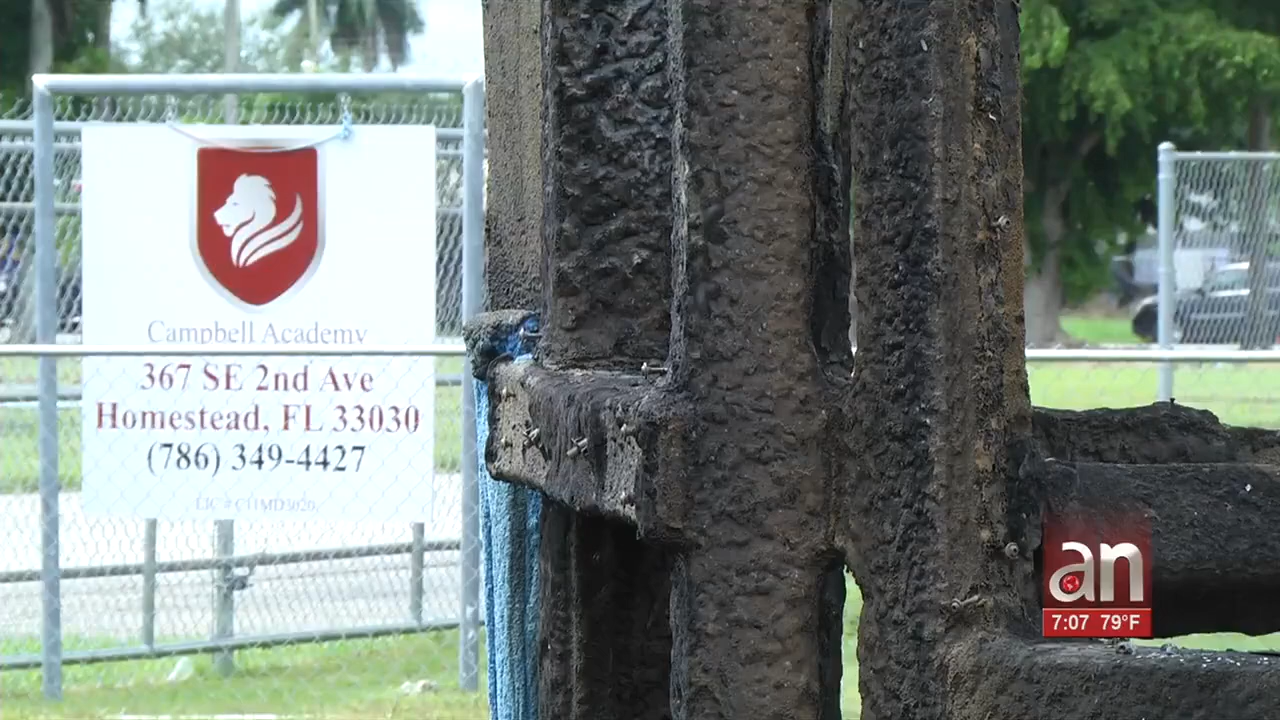 Campbell Academy
367 SE 2nd Ave
Homestead, FL 33030
(786) 349-4427
an
7:07 79°F